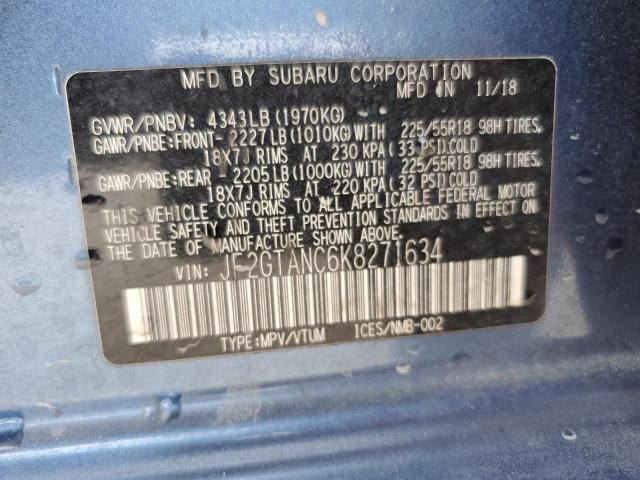 MFD BY SUBARU CORPORATION
MFD IN 11/18
GVWR/PNBV: 4343LB (1970KG)
GAWR/PNBE:FRONT- 2227LB (1010KG) WITH 225/55R18 98H TIRES,
18X7J RIMS AT 230 KPA (33 PSI) COLD
GAWR/PNBE:REAR - 2205LB (1000KG) WITH 225/55R18 98H TIRES,
18X7J RIMS AT 220 KPA (32 PSI) COLD
THIS VEHICLE CONFORMS TO ALL APPLICABLE FEDERAL MOTOR
VEHICLE SAFETY AND THEFT PREVENTION STANDARDS IN EFFECT ON
THE DATE OF MANUFACTURE SHOWN ABOVE.
VIN: JF2GTANC6K8271634
TYPE:MPV/VTUM ICES/NMB-002